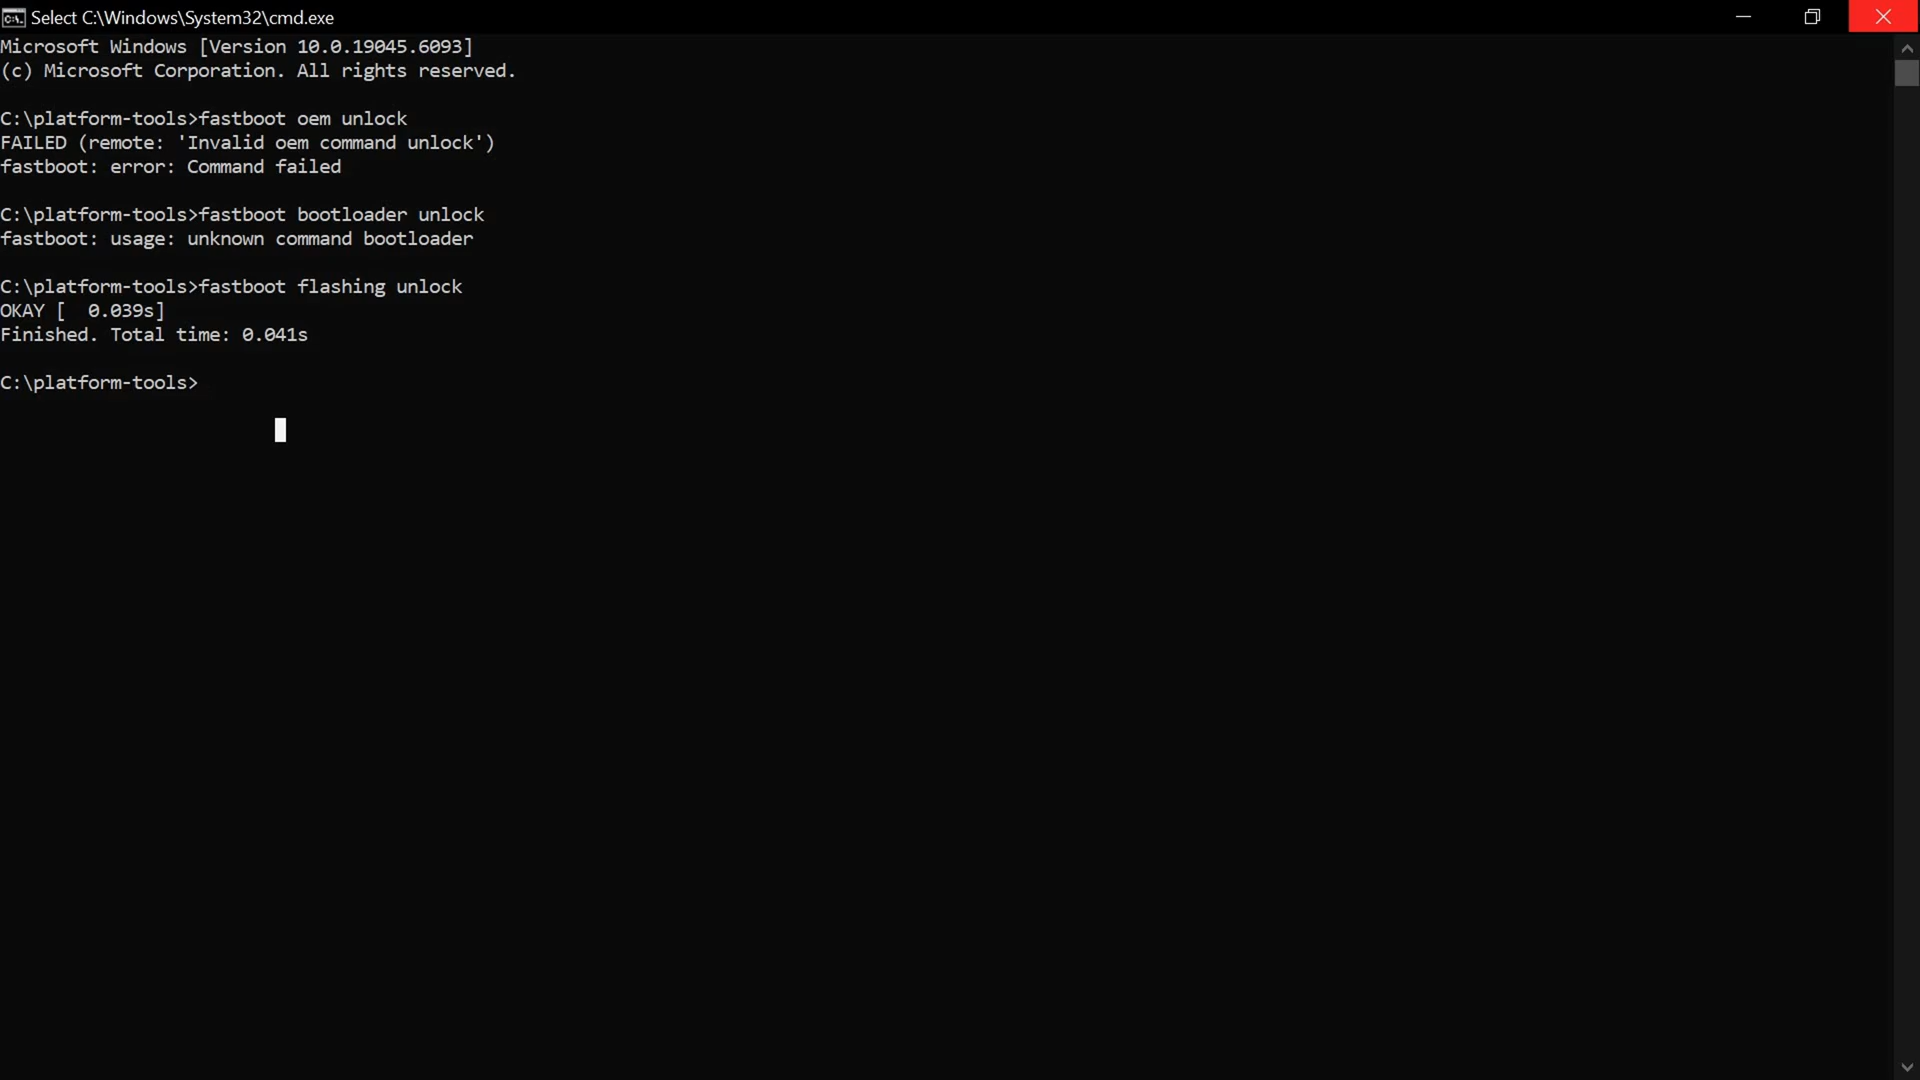 Select C:\Windows\System32\cmd.exe
Microsoft Windows [Version 10.0.19045.6093]
(c) Microsoft Corporation. All rights reserved.
C:\platform-tools>fastboot oem unlock
FAILED (remote: 'Invalid oem command unlock')
fastboot: error: Command failed
C:\platform-tools>fastboot bootloader unlock
fastboot: usage: unknown command bootloader
C:\platform-tools>fastboot flashing unlock
OKAY [  0.039s]
Finished. Total time: 0.041s
C:\platform-tools>